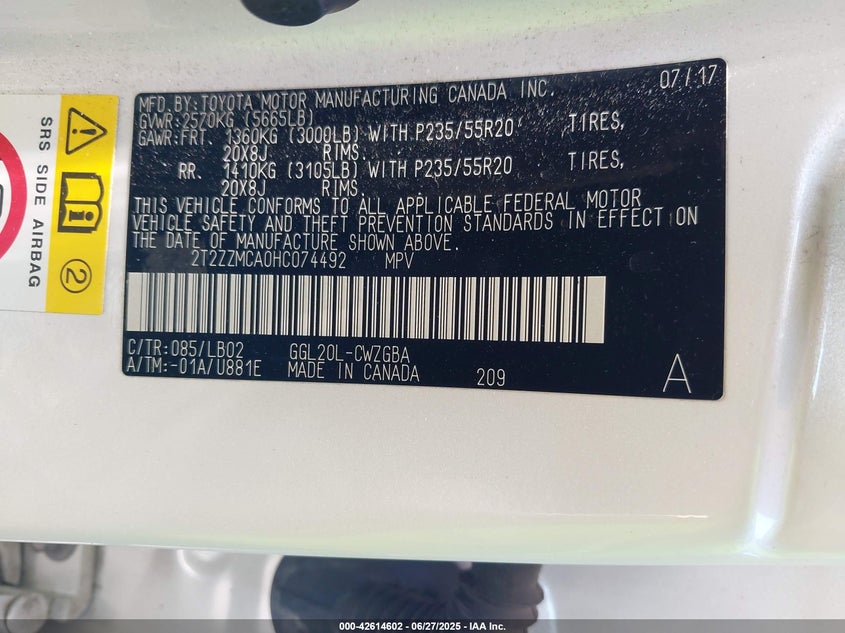 07/17
MFD.BY:TOYOTA MOTOR MANUFACTURING CANADA INC.
GVWR:2570KG (5665LB)
GAWR:FRT. 1360KG (3000LB) WITH P235/55R20 TIRES,
20X8J RIMS.
RR. 1410KG (3105LB) WITH P235/55R20 TIRES,
20X8J RIMS.
THIS VEHICLE CONFORMS TO ALL APPLICABLE FEDERAL MOTOR
VEHICLE SAFETY AND THEFT PREVENTION STANDARDS IN EFFECT ON
THE DATE OF MANUFACTURE SHOWN ABOVE.
2T2ZZMCA0HC074492 MPV
C/TR:085/LB02 GGL20L-CWZGBA
A/TM:-01A/U881E MADE IN CANADA 209 A
SRS SIDE AIRBAG
2
000-42614602 / 06/27/2025 - IAA Inc.